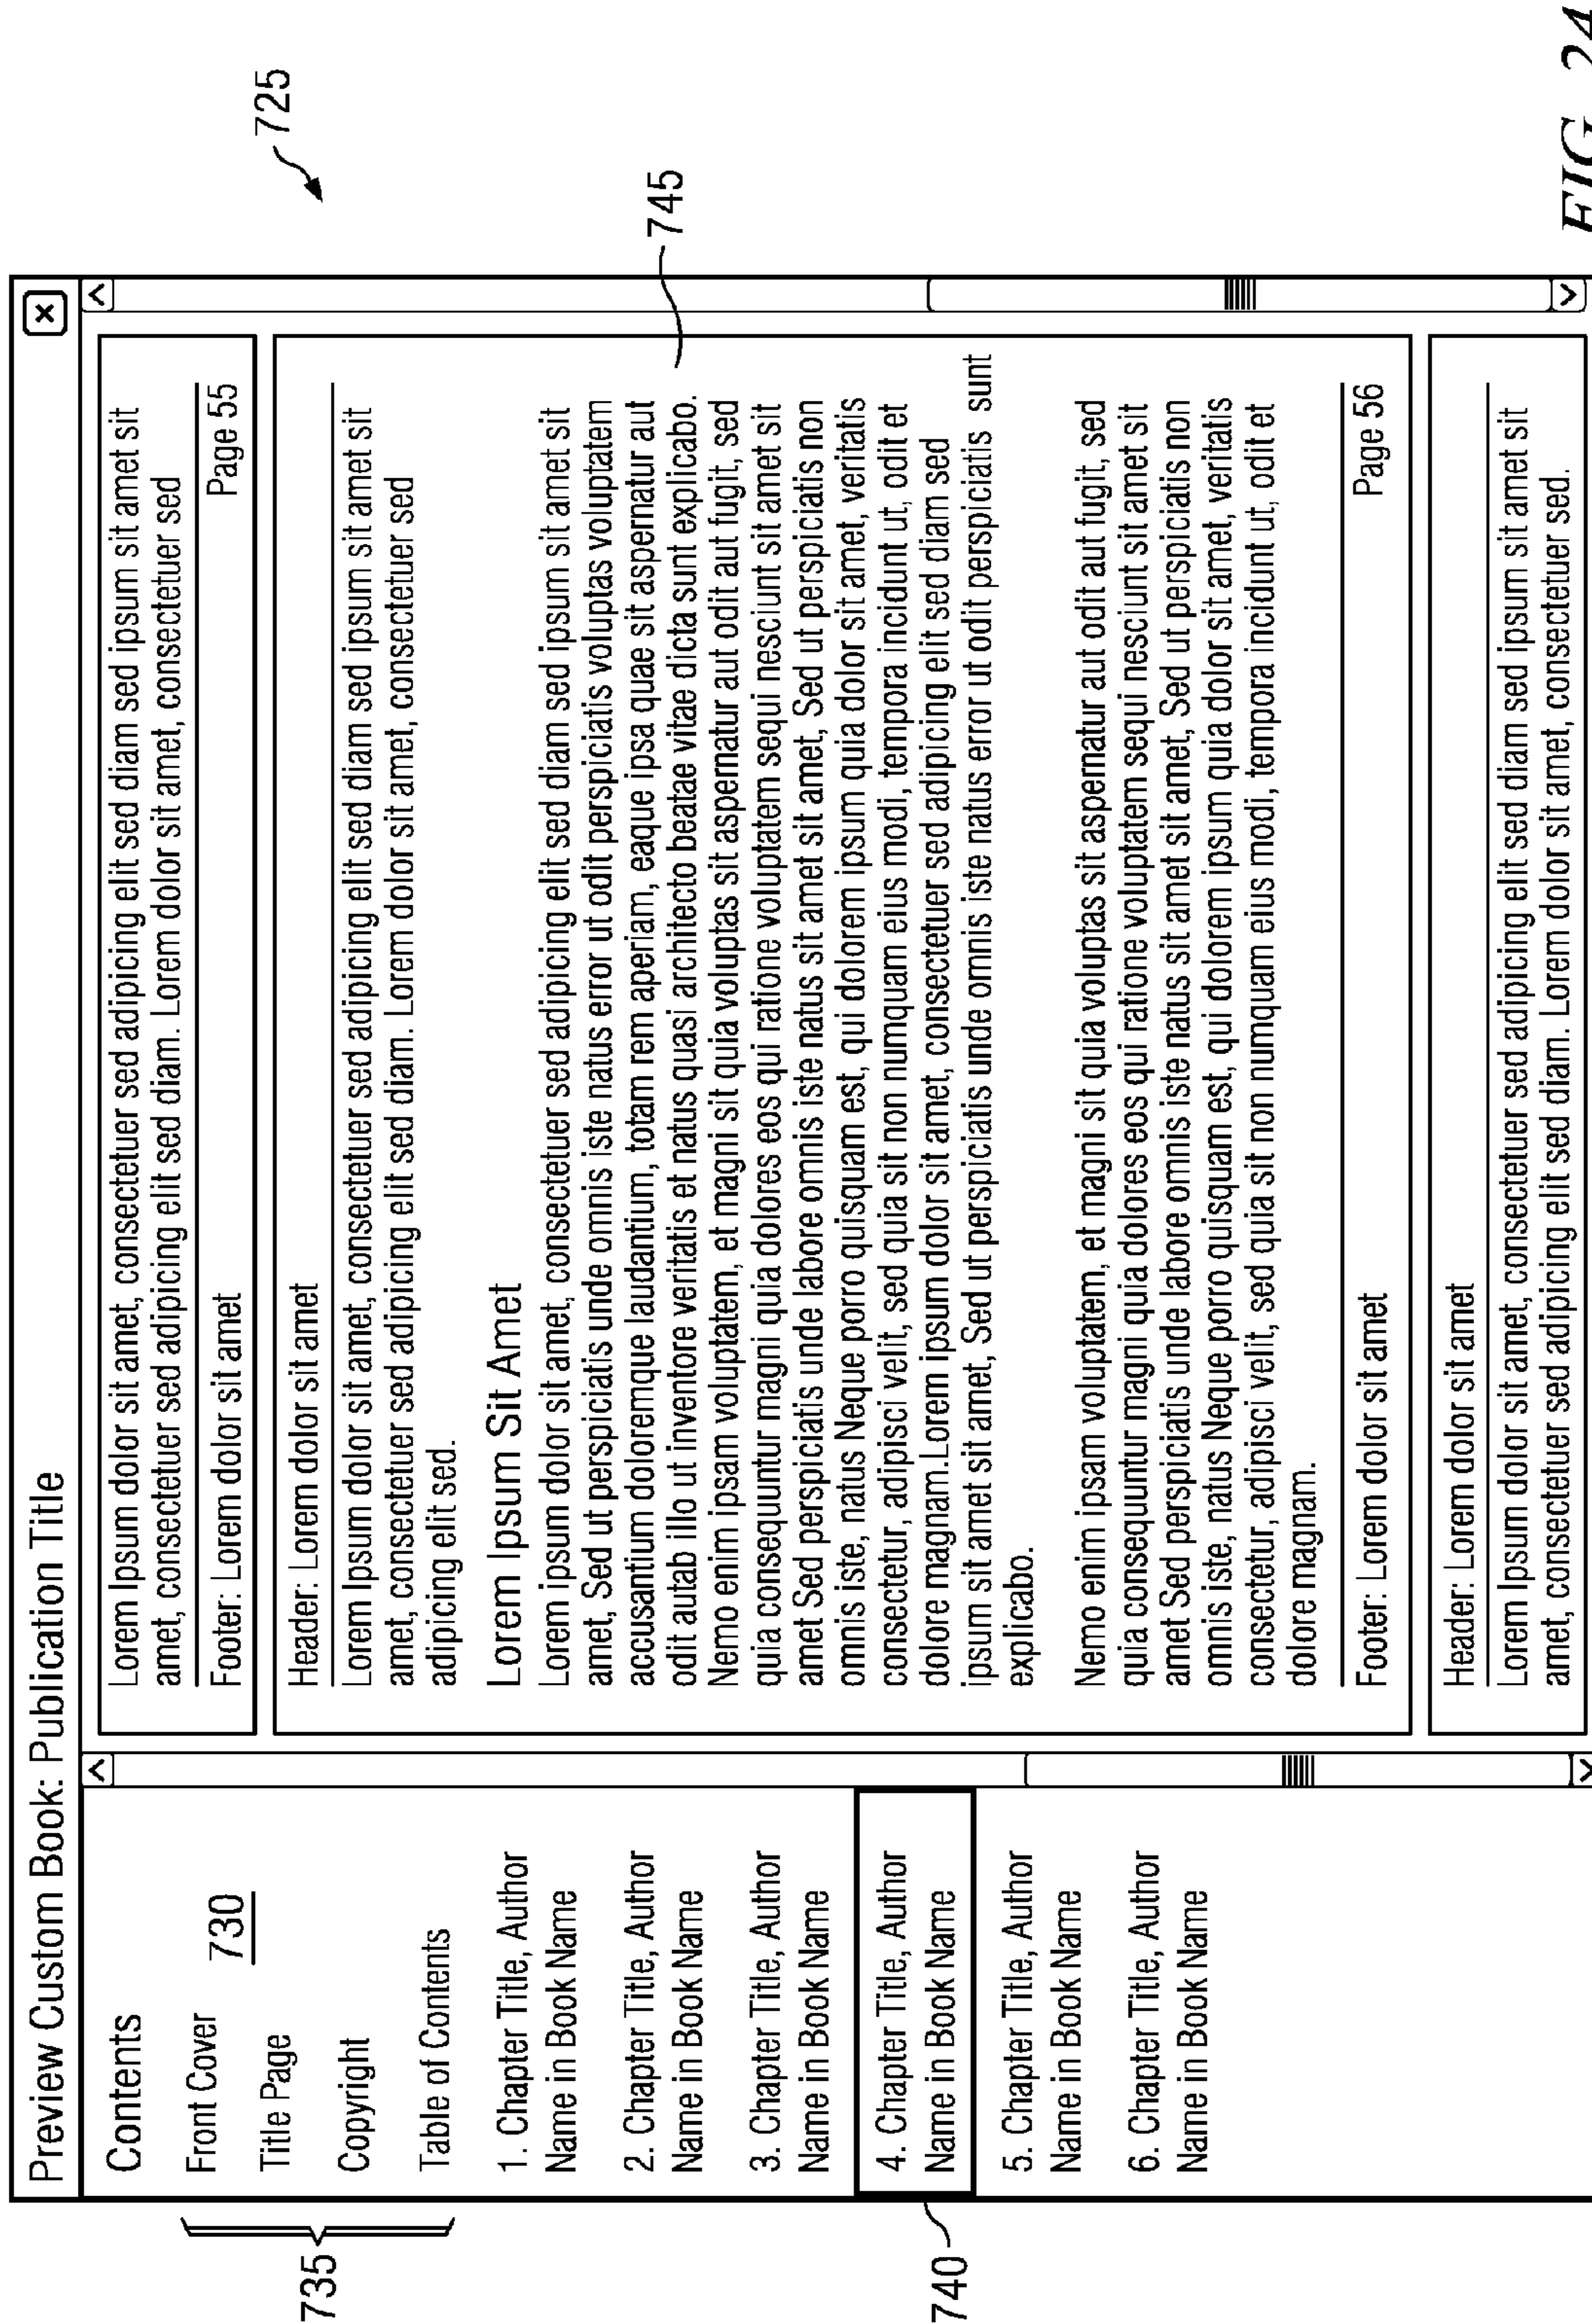 Preview Custom Book: Publication Title
x
Contents
Front Cover
730
Title Page
Copyright
Table of Contents
1. Chapter Title, Author
Name in Book Name
2. Chapter Title, Author
Name in Book Name
3. Chapter Title, Author
Name in Book Name
4. Chapter Title, Author
Name in Book Name
5. Chapter Title, Author
Name in Book Name
6. Chapter Title, Author
Name in Book Name
735
740
Lorem Ipsum dolor sit amet, consectetuer sed adipicing elit sed diam sed ipsum sit amet sit
amet, consectetuer sed adipicing elit sed diam. Lorem dolor sit amet, consectetuer sed
Footer: Lorem dolor sit amet Page 55
Header: Lorem dolor sit amet
Lorem Ipsum dolor sit amet, consectetuer sed adipicing elit sed diam sed ipsum sit amet sit
amet, consectetuer sed adipicing elit sed diam. Lorem dolor sit amet, consectetuer sed
adipicing elit sed.
Lorem Ipsum Sit Amet
Lorem ipsum dolor sit amet, consectetuer sed adipicing elit sed diam sed ipsum sit amet sit
amet, Sed ut perspiciatis unde omnis iste natus error ut odit perspiciatis voluptas voluptatem
accusantium doloremque laudantium, totam rem aperiam, eaque ipsa quae sit aspernatur aut
odit autab illo ut inventore veritatis et natus quasi architecto beatae vitae dicta sunt explicabo.
Nemo enim ipsam voluptatem, et magni sit quia voluptas sit aspernatur aut odit aut fugit, sed
quia consequuntur magni quia dolores eos qui ratione voluptatem sequi nesciunt sit amet sit
amet Sed perspiciatis unde labore omnis iste natus sit amet sit amet, Sed ut perspiciatis non
omnis iste, natus Neque porro quisquam est, qui dolorem ipsum quia dolor sit amet, veritatis
consectetur, adipisci velit, sed quia sit non numquam eius modi, tempora incidunt ut, odit et
dolore magnam.Lorem ipsum dolor sit amet, consectetuer sed adipicing elit sed diam sed
ipsum sit amet sit amet, Sed ut perspiciatis unde omnis iste natus error ut odit perspiciatis sunt
explicabo.
Nemo enim ipsam voluptatem, et magni sit quia voluptas sit aspernatur aut odit aut fugit, sed
quia consequuntur magni quia dolores eos qui ratione voluptatem sequi nesciunt sit amet sit
amet Sed perspiciatis unde labore omnis iste natus sit amet sit amet, Sed ut perspiciatis non
omnis iste, natus Neque porro quisquam est, qui dolorem ipsum quia dolor sit amet, veritatis
consectetur, adipisci velit, sed quia sit non numquam eius modi, tempora incidunt ut, odit et
dolore magnam.
Footer: Lorem dolor sit amet Page 56
Header: Lorem dolor sit amet
Lorem Ipsum dolor sit amet, consectetuer sed adipicing elit sed diam sed ipsum sit amet sit
amet, consectetuer sed adipicing elit sed diam. Lorem dolor sit amet, consectetuer sed.
745
725
FIG. 24